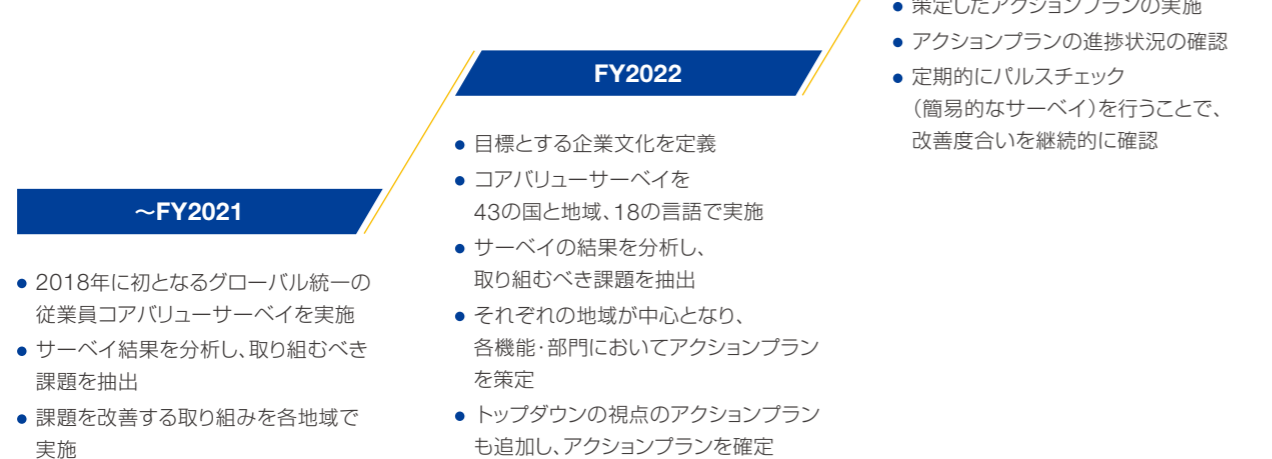 ~FY2021
● 2018年に初となるグローバル統一の
従業員コアバリューサーベイを実施
● サーベイ結果を分析し、取り組むべき
課題を抽出
● 課題を改善する取り組みを各地域で
実施
FY2022
● 目標とする企業文化を定義
● コアバリューサーベイを
43の国と地域、18の言語で実施
● サーベイの結果を分析し、
取り組むべき課題を抽出
● それぞれの地域が中心となり、
各機能・部門においてアクションプラン
を策定
● トップダウンの視点のアクションプラン
も追加し、アクションプランを確定
● 策定したアクションプランの実施
● アクションプランの進捗状況の確認
● 定期的にパルスチェック
（簡易的なサーベイ）を行うことで、
改善度合いを継続的に確認